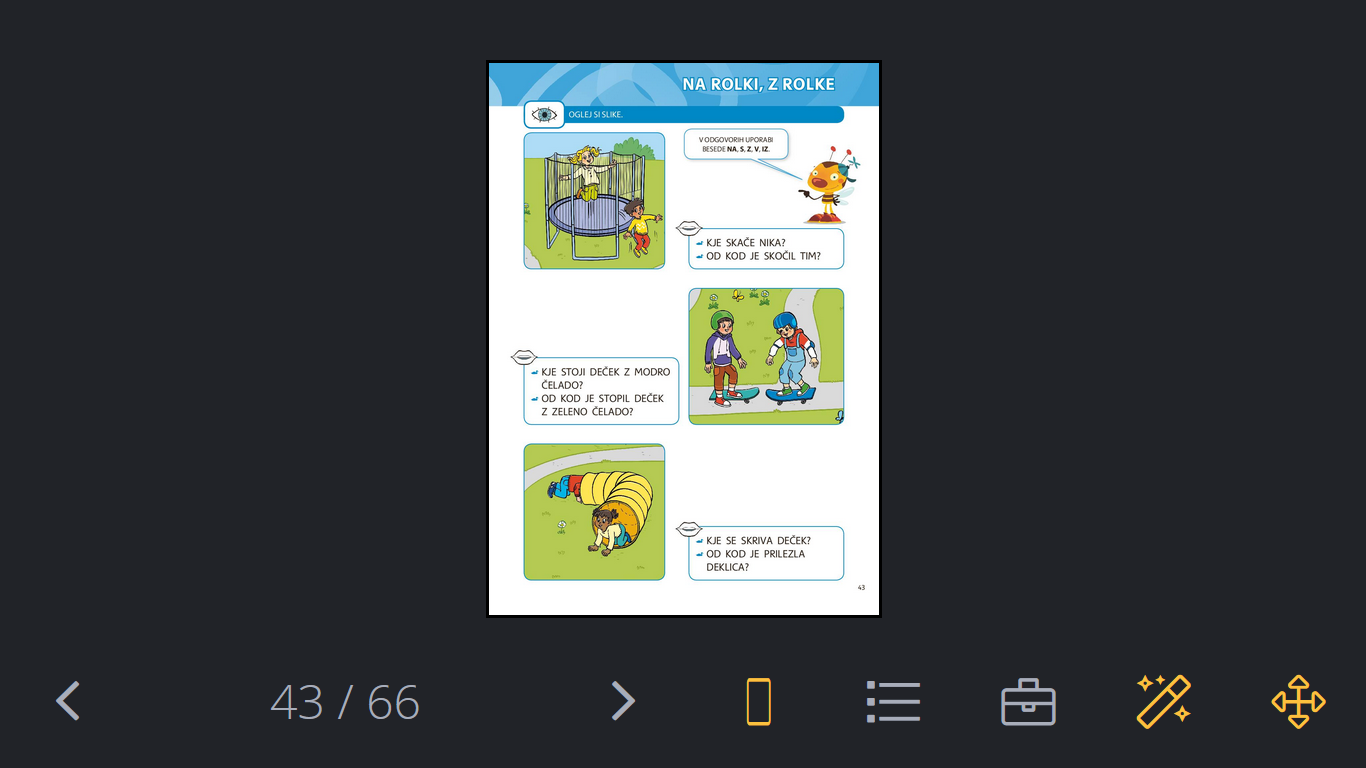 NA ROLKI, Z ROLKE
OGLEJ SI SLIKE.
V ODGOVORIH UPORABI
BESEDE NA, S, Z, V, IZ.
KJE SKAČE NIKA?
OD KOD JE SKOČIL TIM?
KJE STOJI DEČEK Z MODRO
ČELADO?
OD KOD JE STOPIL DEČEK
Z ZELENO ČELADO?
KJE SE SKRIVA DEČEK?
OD KOD JE PRILEZLA
DEKLICA?
43
43 / 66